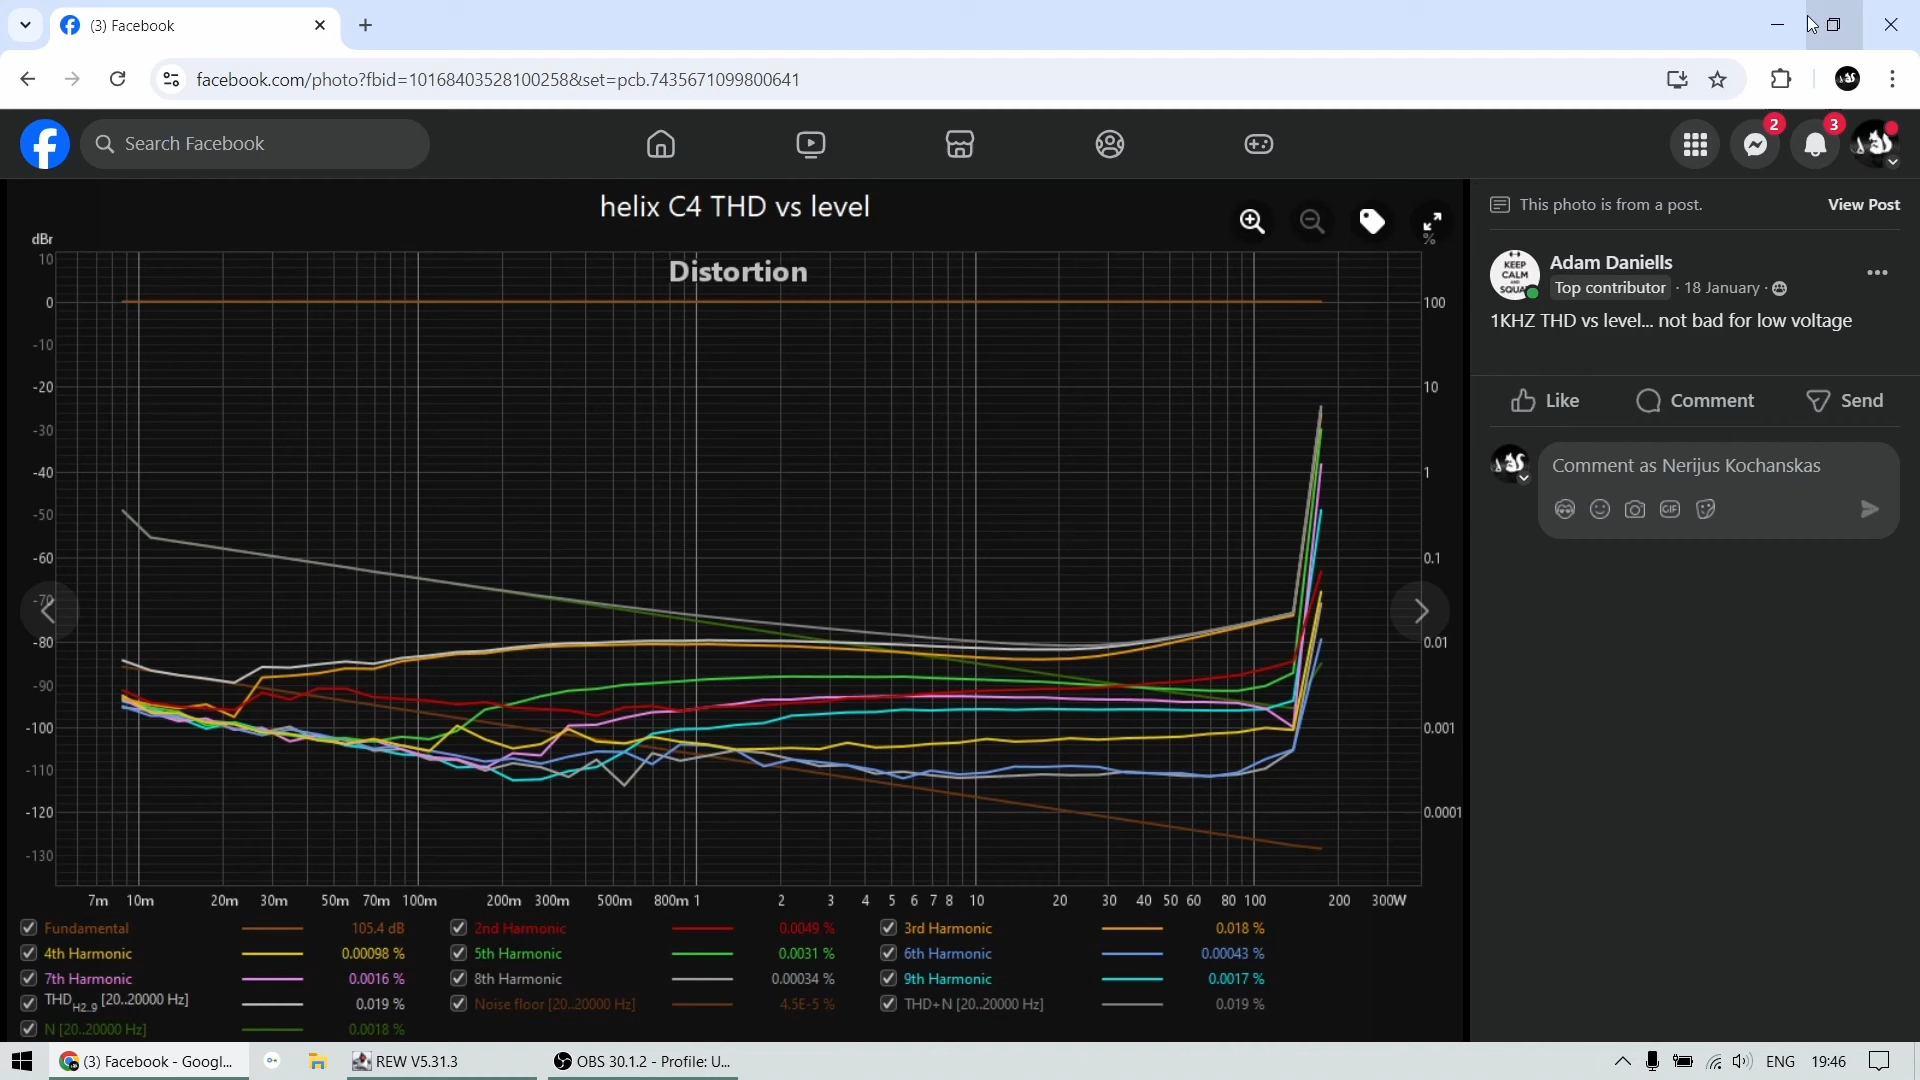 (3) Facebook
facebook.com/photo?fbid=10168403528100258&set=pcb.7435671099800641
Search Facebook
2
3
helix C4 THD vs level
dBr
%
Distortion
10
0
-10
-20
-30
-40
-50
-60
-70
-80
-90
-100
-110
-120
-130
100
10
1
0.1
0.01
0.001
0.0001
7m 10m 20m 30m 50m 70m 100m 200m 300m 500m 800m 1 2 3 4 5 6 7 8 10 20 30 40 50 60 80 100 200 300W
Fundamental 105.4 dB 2nd Harmonic 0.0049 % 3rd Harmonic 0.018 %
4th Harmonic 0.00098 % 5th Harmonic 0.0031 % 6th Harmonic 0.00043 %
7th Harmonic 0.0016 % 8th Harmonic 0.00034 % 9th Harmonic 0.0017 %
THD H2..9 [20..20000 Hz] 0.019 % Noise floor [20..20000 Hz] 4.5E-5 % THD+N [20..20000 Hz] 0.019 %
N [20..20000 Hz] 0.0018 %
This photo is from a post.
View Post
KEEP
CALM
AND
SQUA
Adam Daniells
Top contributor · 18 January ·
1KHZ THD vs level... not bad for low voltage
Like Comment Send
Comment as Nerijus Kochanskas
GIF
(3) Facebook - Googl...
REW V5.31.3
OBS 30.1.2 - Profile: U...
ENG
19:46